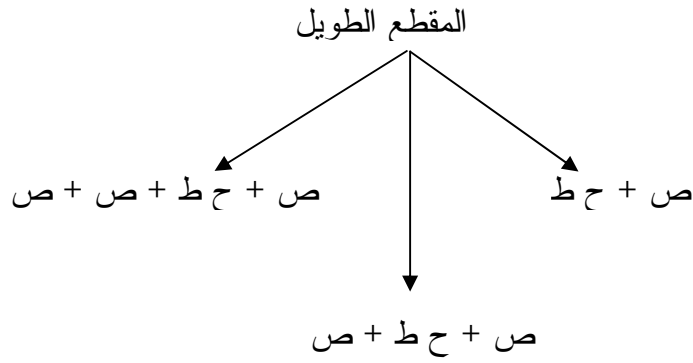 المقطع الطويل
ص + ح ط
ص + ح ط + ص + ص
ص + ح ط + ص